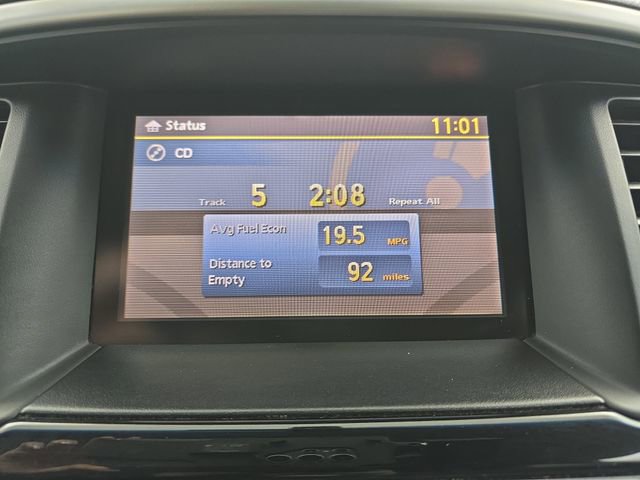 Status 11:01
CD
Track 5 2:08 Repeat All
Avg Fuel Econ 19.5 MPG
Distance to
Empty 92 miles